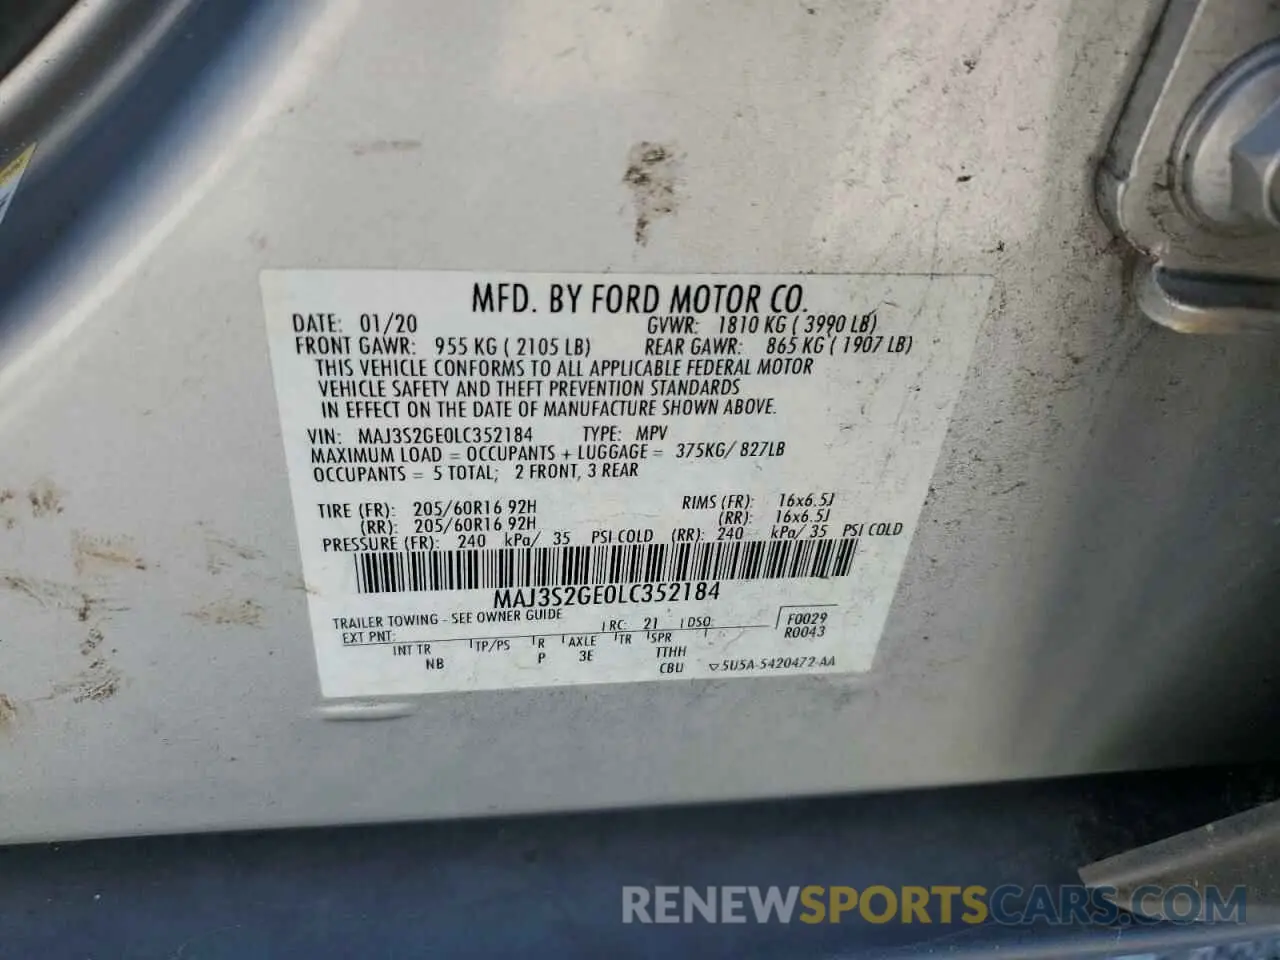 MFD. BY FORD MOTOR CO.
DATE: 01/20 GVWR: 1810 KG ( 3990 LB)
FRONT GAWR: 955 KG ( 2105 LB) REAR GAWR: 865 KG ( 1907 LB)
THIS VEHICLE CONFORMS TO ALL APPLICABLE FEDERAL MOTOR
VEHICLE SAFETY AND THEFT PREVENTION STANDARDS
IN EFFECT ON THE DATE OF MANUFACTURE SHOWN ABOVE.
VIN: MAJ3S2GE0LC352184 TYPE: MPV
MAXIMUM LOAD = OCCUPANTS + LUGGAGE = 375KG/ 827LB
OCCUPANTS = 5 TOTAL; 2 FRONT, 3 REAR
TIRE (FR): 205/60R16 92H RIMS (FR): 16x6.5J
(RR): 205/60R16 92H (RR): 16x6.5J
PRESSURE (FR): 240 kPa/ 35 PSI COLD (RR): 240 kPa/ 35 PSI COLD
MAJ3S2GE0LC352184
TRAILER TOWING - SEE OWNER GUIDE
EXT PNT: RC: 21 DSO: F0029
R0043
INT TR TP/PS R AXLE TR SPR
NB P 3E TTHH
CBU 5U5A-5420472-AA
RENEWSPORTSCARS.COM